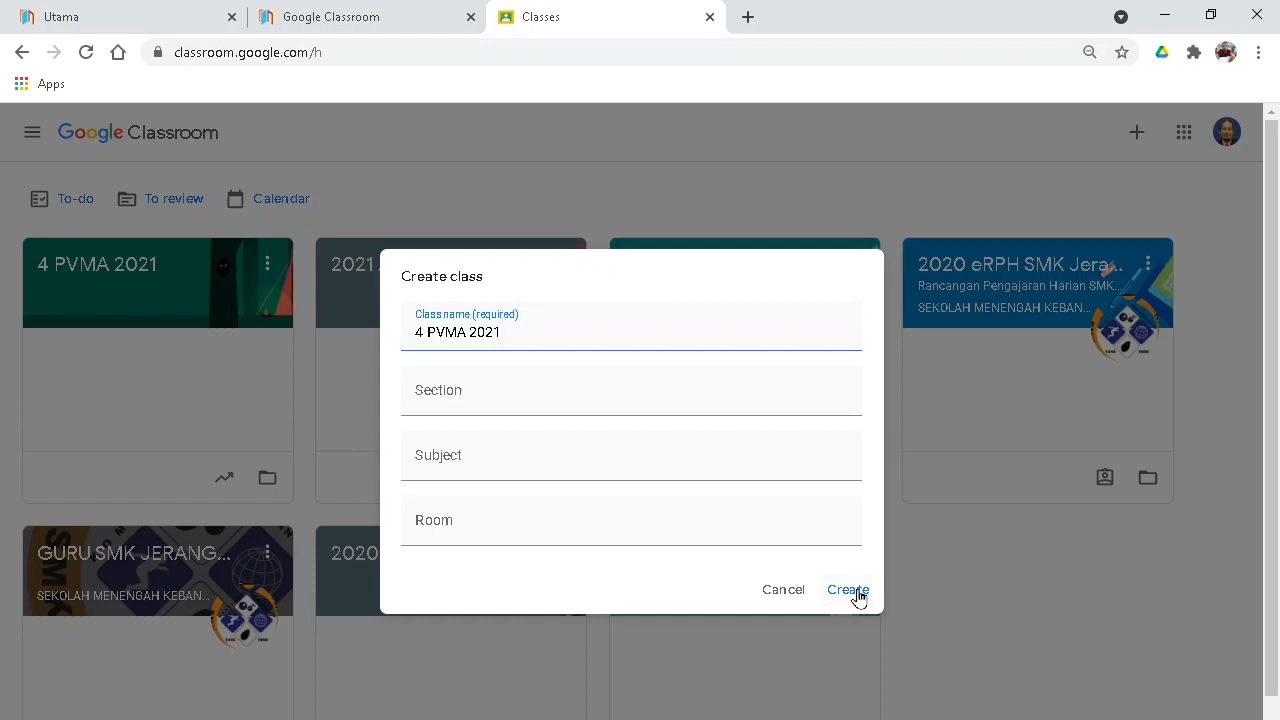 Utama
Google Classroom
Classes
classroom.google.com/h
Apps
Google Classroom
To-do
To review
Calendar
4 PVMA 2021
2021
2020 eRPH SMK Jera...
Rancangan Pengajaran Harian SMK...
SEKOLAH MENENGAH KEBAN...
Create class
Class name (required)
4 PVMA 2021
Section
Subject
Room
Cancel
Create
GURU SMK JERANG...
SEKOLAH MENENGAH KEBAN...
2020